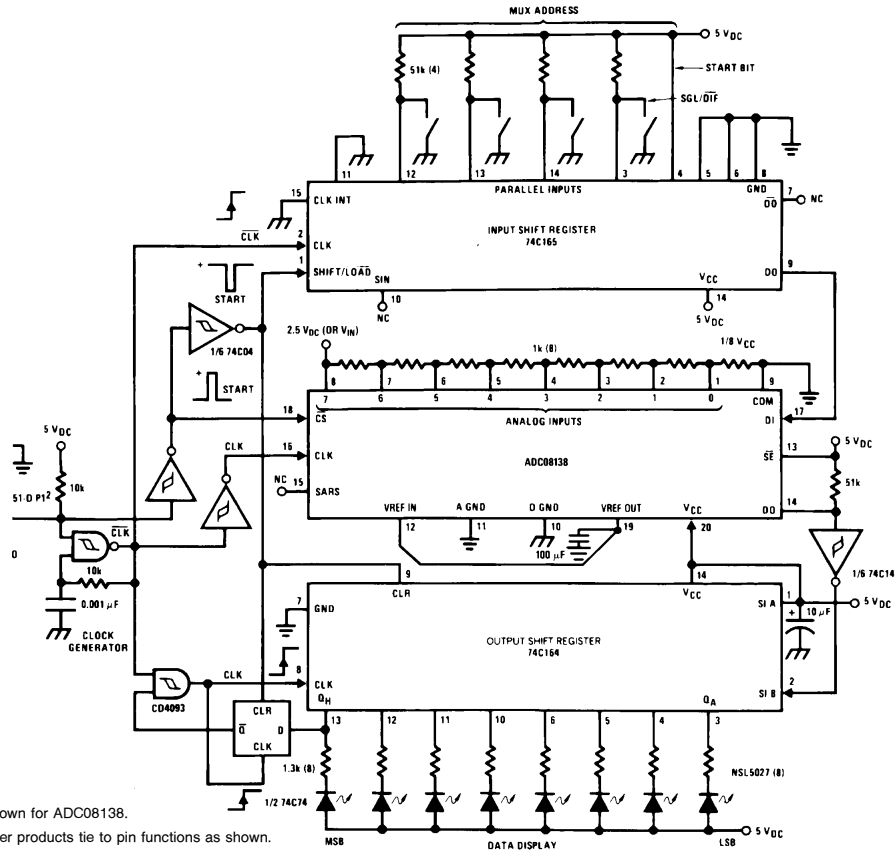 MUX ADDRESS
5 VDC
51k (4)
START BIT
SGL/DIF
11 12 13 14 3 4 5 6 8
PARALLEL INPUTS
GND
15 CLK INT
DO 7 NC
INPUT SHIFT REGISTER
74C165
CLK
2 CLK
1 SHIFT/LOAD
9 DO
START
SIN
VCC
10
NC
14
5 VDC
1/6 74C04
2.5 VDC (OR VIN)
1k (8)
1/8 VCC
START
8 7 6 5 4 3 2 1 9
7 6 5 4 3 2 1 0
COM
18 CS
ANALOG INPUTS
DI 17
5 VDC
CLK
16 CLK
ADC08138
SE 13
5 VDC
10k
51-D P1²
NC 15 SARS
51k
DO 14
VREF IN
A GND
D GND
VREF OUT
VCC
12 11 10 19 20
CLK
100 µF
1/6 74C14
O
10k
0.001 µF
CLOCK
GENERATOR
9
CLR
14
VCC
7 GND
SI A 1
5 VDC
+
10 µF
OUTPUT SHIFT REGISTER
74C164
CLK
8 CLK
SI B 2
QH
QA
CD4093
CLR
Q D
CLK
13 12 11 10 6 5 4 3
1.3k (8)
NSL5027 (8)
1/2 74C74
own for ADC08138.
er products tie to pin functions as shown.
MSB
DATA DISPLAY
LSB
5 VDC